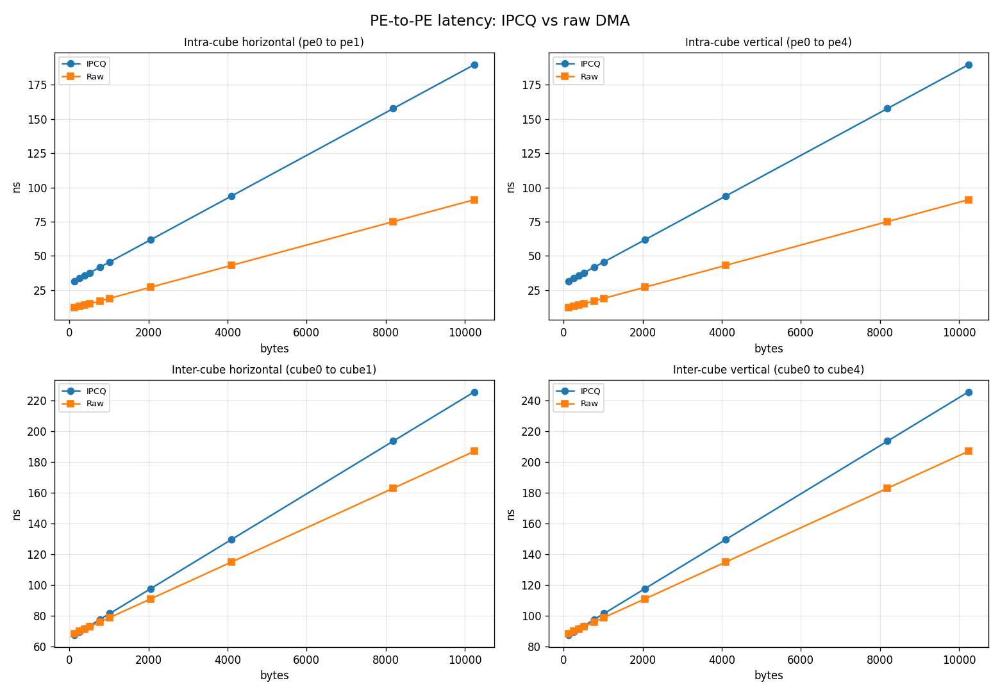 PE-to-PE latency: IPCQ vs raw DMA
Intra-cube horizontal (pe0 to pe1)
IPCQ
Raw
175
150
125
100
75
50
25
ns
0 2000 4000 6000 8000 10000
bytes
Intra-cube vertical (pe0 to pe4)
IPCQ
Raw
175
150
125
100
75
50
25
ns
0 2000 4000 6000 8000 10000
bytes
Inter-cube horizontal (cube0 to cube1)
IPCQ
Raw
220
200
180
160
140
120
100
80
60
ns
0 2000 4000 6000 8000 10000
bytes
Inter-cube vertical (cube0 to cube4)
IPCQ
Raw
240
220
200
180
160
140
120
100
80
ns
0 2000 4000 6000 8000 10000
bytes